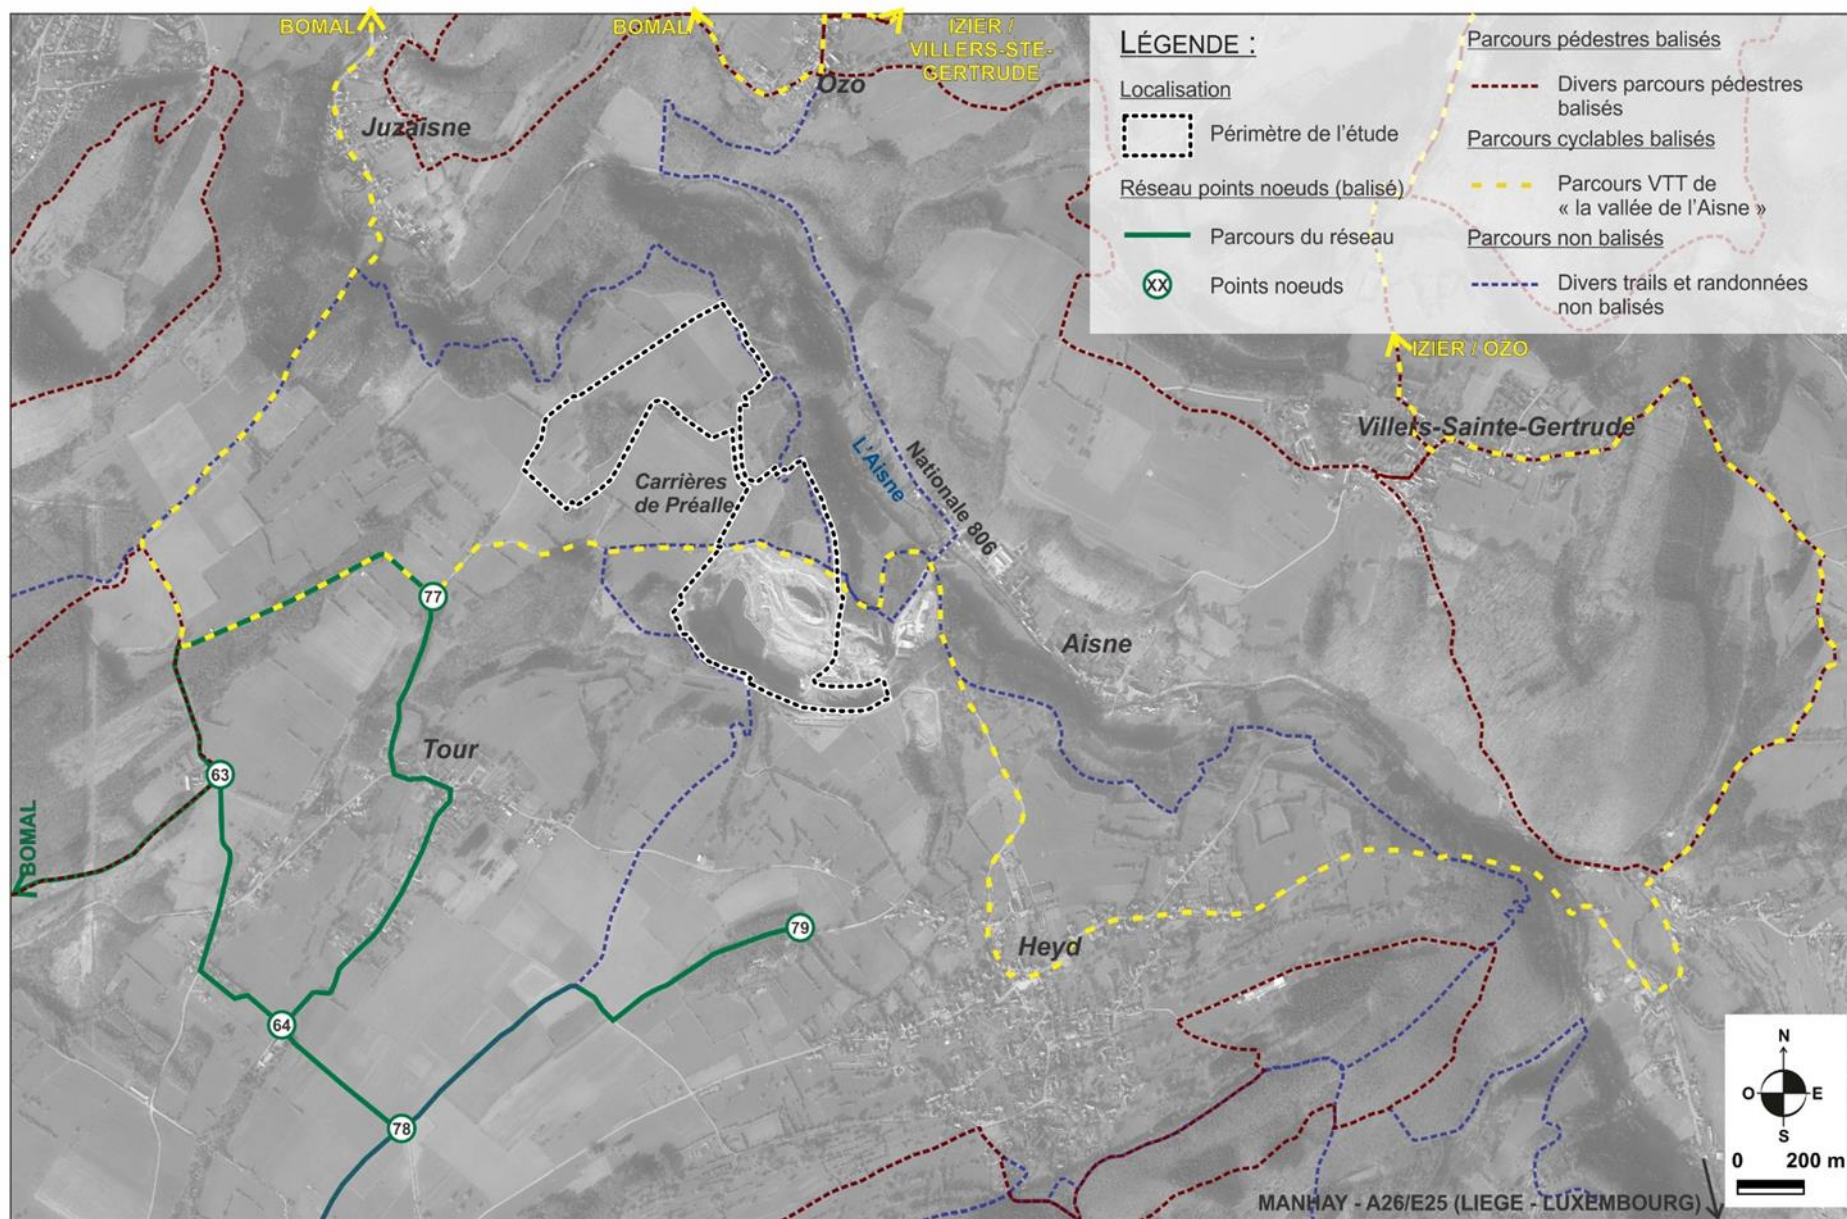 BOMAL
BOMAL
IZIER /
VILLERS-STE-
GERTRUDE
Ozo
Juzaisne
LÉGENDE :
Localisation
Périmètre de l'étude
Réseau points noeuds (balisé)
Parcours du réseau
XX
Points noeuds
Parcours pédestres balisés
Divers parcours pédestres
balisés
Parcours cyclables balisés
Parcours VTT de
« la vallée de l'Aisne »
Parcours non balisés
Divers trails et randonnées
non balisés
IZIER / OZO
Villers-Sainte-Gertrude
L'Aisne
Nationale 806
Carrières
de Préalle
77
Aisne
Tour
63
BOMAL
79
Heyd
64
78
N
O
E
S
0 200 m
MANHAY - A26/E25 (LIEGE - LUXEMBOURG)